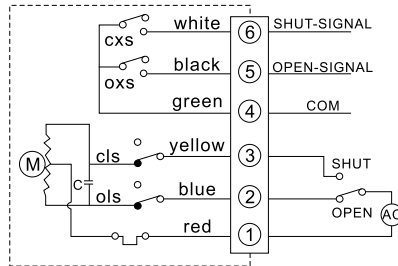 white 6 SHUT-SIGNAL
cxs
black 5 OPEN-SIGNAL
oxs
green 4 COM
yellow 3 SHUT
cls
M C
ols blue 2 OPEN
AC
red 1